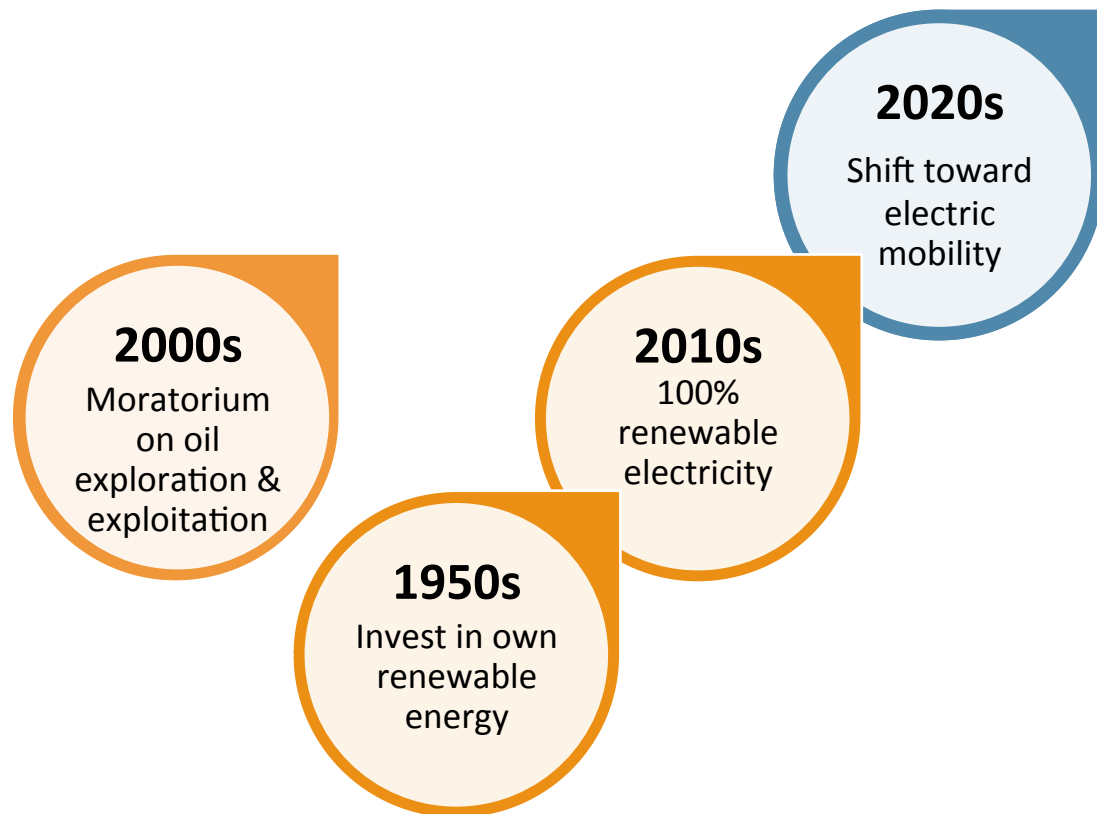 2020s
Shift toward
electric
mobility
2000s
Moratorium
on oil
exploration &
exploitation
2010s
100%
renewable
electricity
1950s
Invest in own
renewable
energy